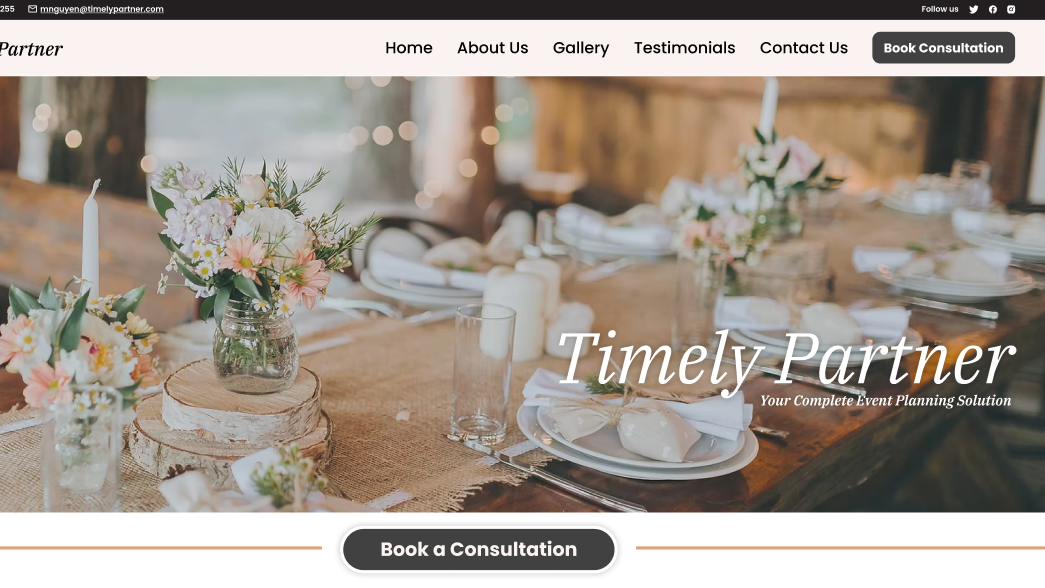 255 mnguyen@timelypartner.com Follow us
Partner Home About Us Gallery Testimonials Contact Us Book Consultation
Timely Partner
Your Complete Event Planning Solution
Book a Consultation